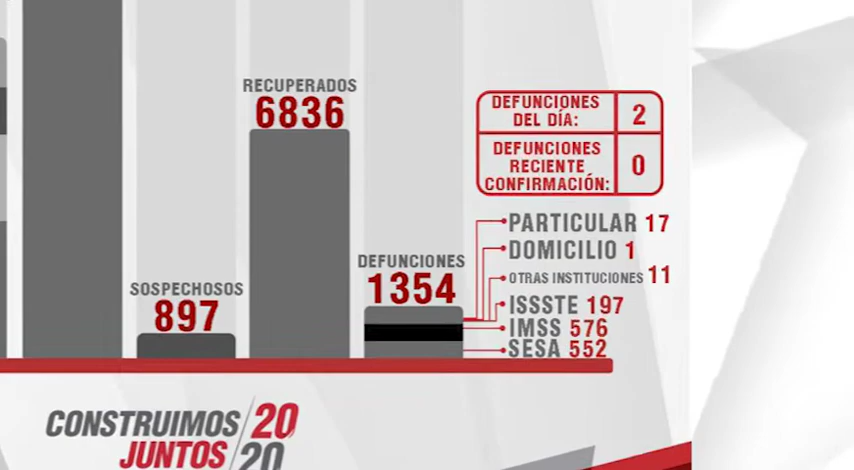 RECUPERADOS
6836
DEFUNCIONES
DEL DÍA:
2
DEFUNCIONES
RECIENTE
CONFIRMACIÓN:
0
PARTICULAR 17
DOMICILIO 1
OTRAS INSTITUCIONES 11
DEFUNCIONES
1354
SOSPECHOSOS
897
ISSSTE 197
IMSS 576
SESA 552
CONSTRUIMOS 20
JUNTOS 20